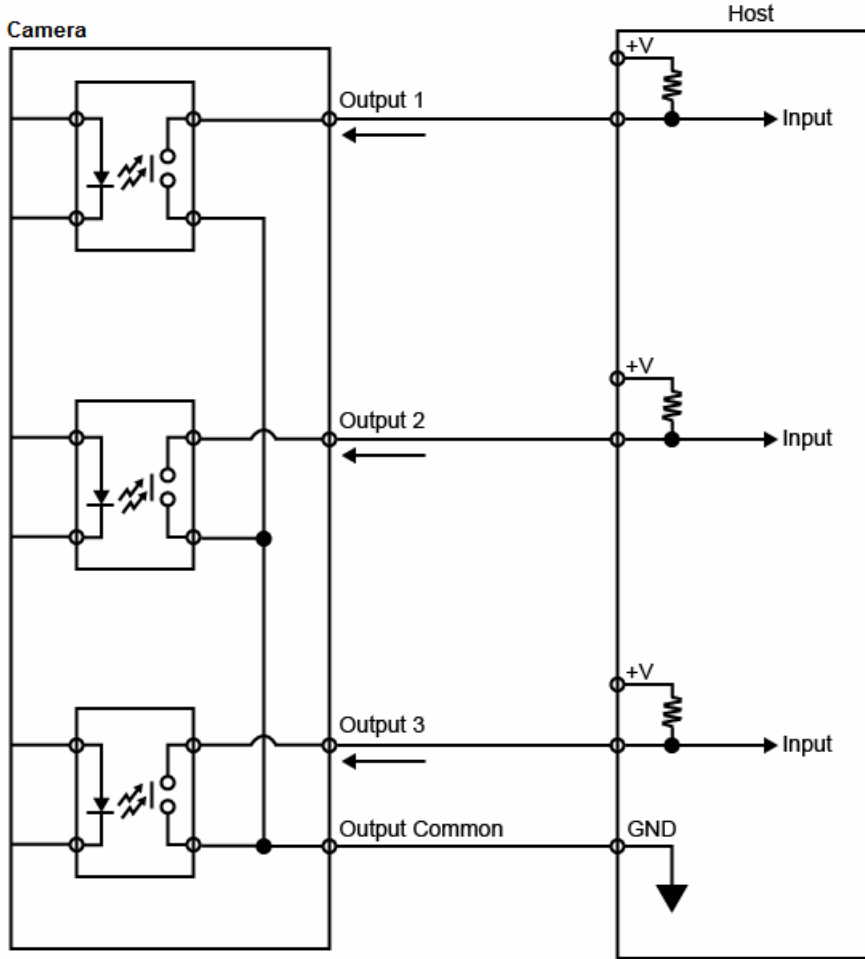 Host
Camera
+V
Output 1
Input
+V
Output 2
Input
+V
Output 3
Input
Output Common
GND